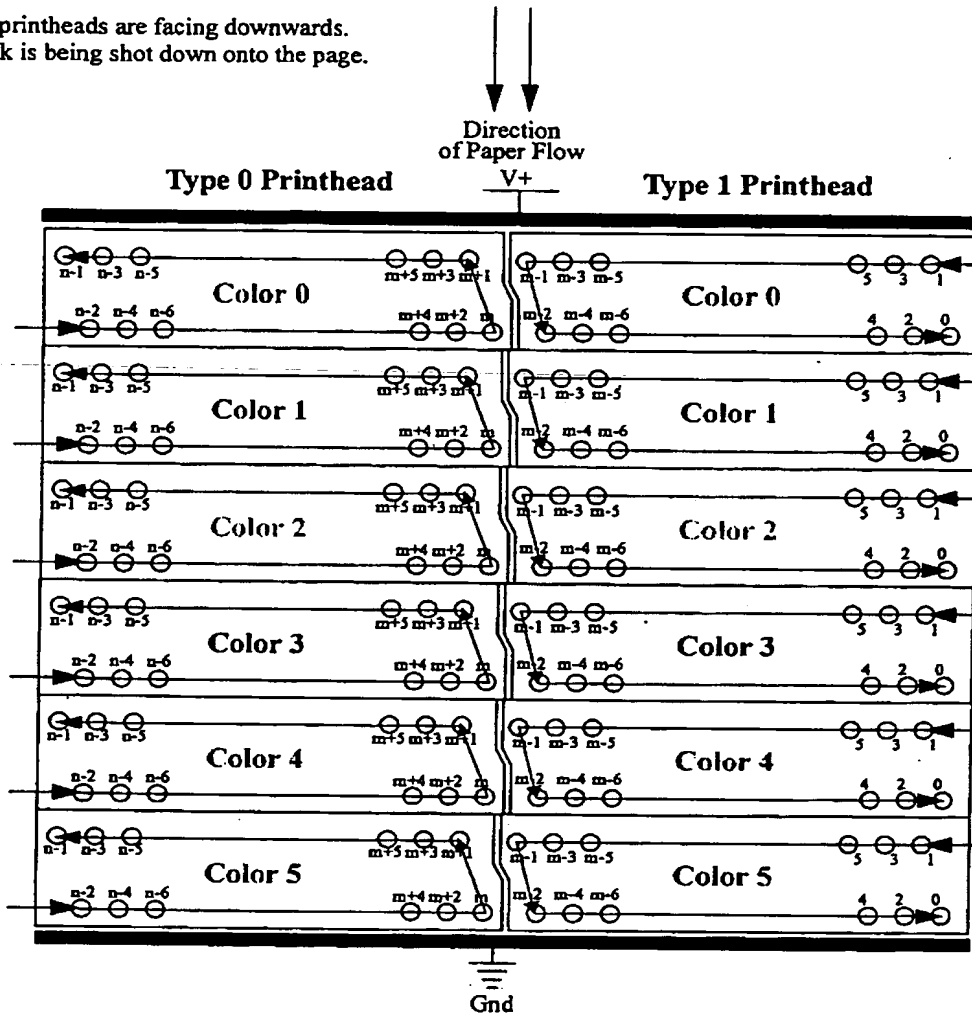 printheads are facing downwards.
k is being shot down onto the page.
Direction
of Paper Flow
V+
Type 0 Printhead
Type 1 Printhead
n-1 n-3 n-5
m+5 m+3 m+1
m-1 m-3 m-5
5 3 1
Color 0
Color 0
n-2 n-4 n-6
m+4 m+2 m
m-2 m-4 m-6
4 2 0
n-1 n-3 n-5
m+5 m+3 m+1
m-1 m-3 m-5
5 3 1
Color 1
Color 1
n-2 n-4 n-6
m+4 m+2 m
m-2 m-4 m-6
4 2 0
n-1 n-3 n-5
m+5 m+3 m+1
m-1 m-3 m-5
5 3 1
Color 2
Color 2
n-2 n-4 n-6
m+4 m+2 m
m-2 m-4 m-6
4 2 0
n-1 n-3 n-5
m+5 m+3 m+1
m-1 m-3 m-5
5 3 1
Color 3
Color 3
n-2 n-4 n-6
m+4 m+2 m
m-2 m-4 m-6
4 2 0
n-1 n-3 n-5
m+5 m+3 m+1
m-1 m-3 m-5
5 3 1
Color 4
Color 4
n-2 n-4 n-6
m+4 m+2 m
m-2 m-4 m-6
4 2 0
n-1 n-3 n-5
m+5 m+3 m+1
m-1 m-3 m-5
5 3 1
Color 5
Color 5
n-2 n-4 n-6
m+4 m+2 m
m-2 m-4 m-6
4 2 0
Gnd